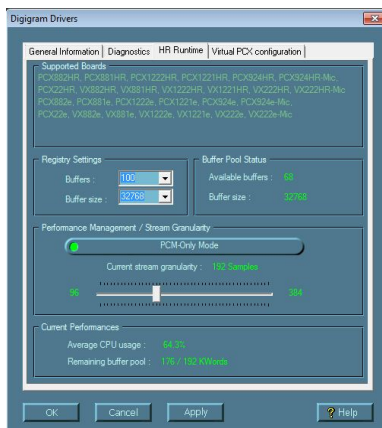 Digigram Drivers
General Information
Diagnostics
HR Runtime
Virtual PCX configuration
Supported Boards
PCX882HR, PCX881HR, PCX1222HR, PCX1221HR, PCX924HR, PCX924HR-Mic,
PCX22HR, VX882HR, VX881HR, VX1222HR, VX1221HR, VX222HR, VX222HR-Mic
PCX882e, PCX881e, PCX1222e, PCX1221e, PCX924e, PCX924e-Mic,
PCX22e, VX882e, VX881e, VX1222e, VX1221e, VX222e, VX222e-Mic
Registry Settings
Buffers : 100
Buffer size : 32768
Buffer Pool Status
Available buffers : 68
Buffer size : 32768
Performance Management / Stream Granularity
PCM-Only Mode
Current stream granularity : 192 Samples
96
384
Current Performances
Average CPU usage : 64.3%
Remaining buffer pool : 176 / 192 KWords
OK
Cancel
Apply
? Help